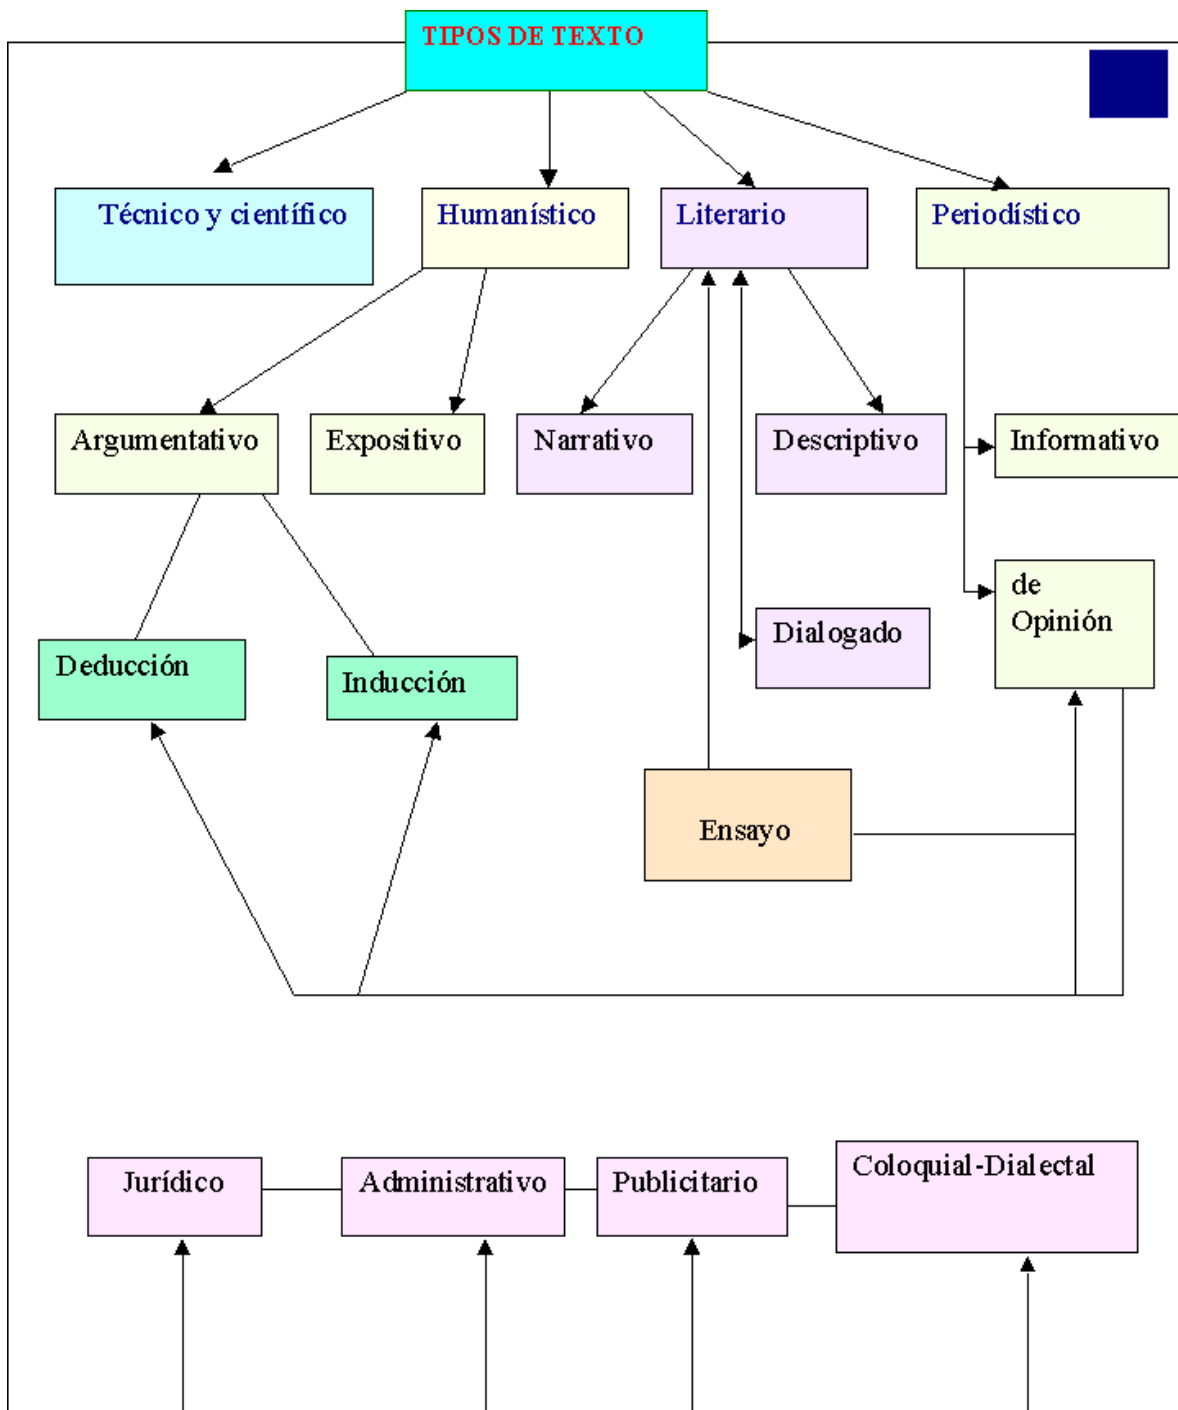 TIPOS DE TEXTO
Técnico y científico
Humanístico
Literario
Periodístico
Argumentativo
Expositivo
Narrativo
Descriptivo
Informativo
de
Opinión
Dialogado
Deducción
Inducción
Ensayo
Jurídico
Administrativo
Publicitario
Coloquial-Dialectal